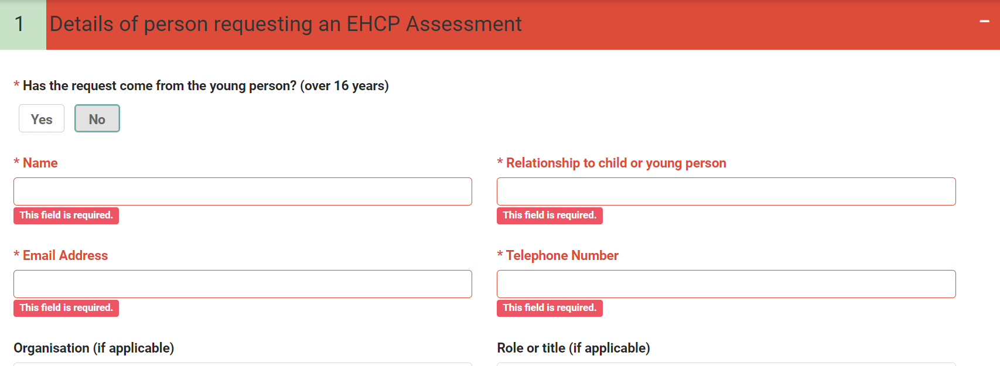 1 Details of person requesting an EHCP Assessment
* Has the request come from the young person? (over 16 years)
Yes No
* Name
This field is required.
* Relationship to child or young person
This field is required.
* Email Address
This field is required.
* Telephone Number
This field is required.
Organisation (if applicable)
Role or title (if applicable)